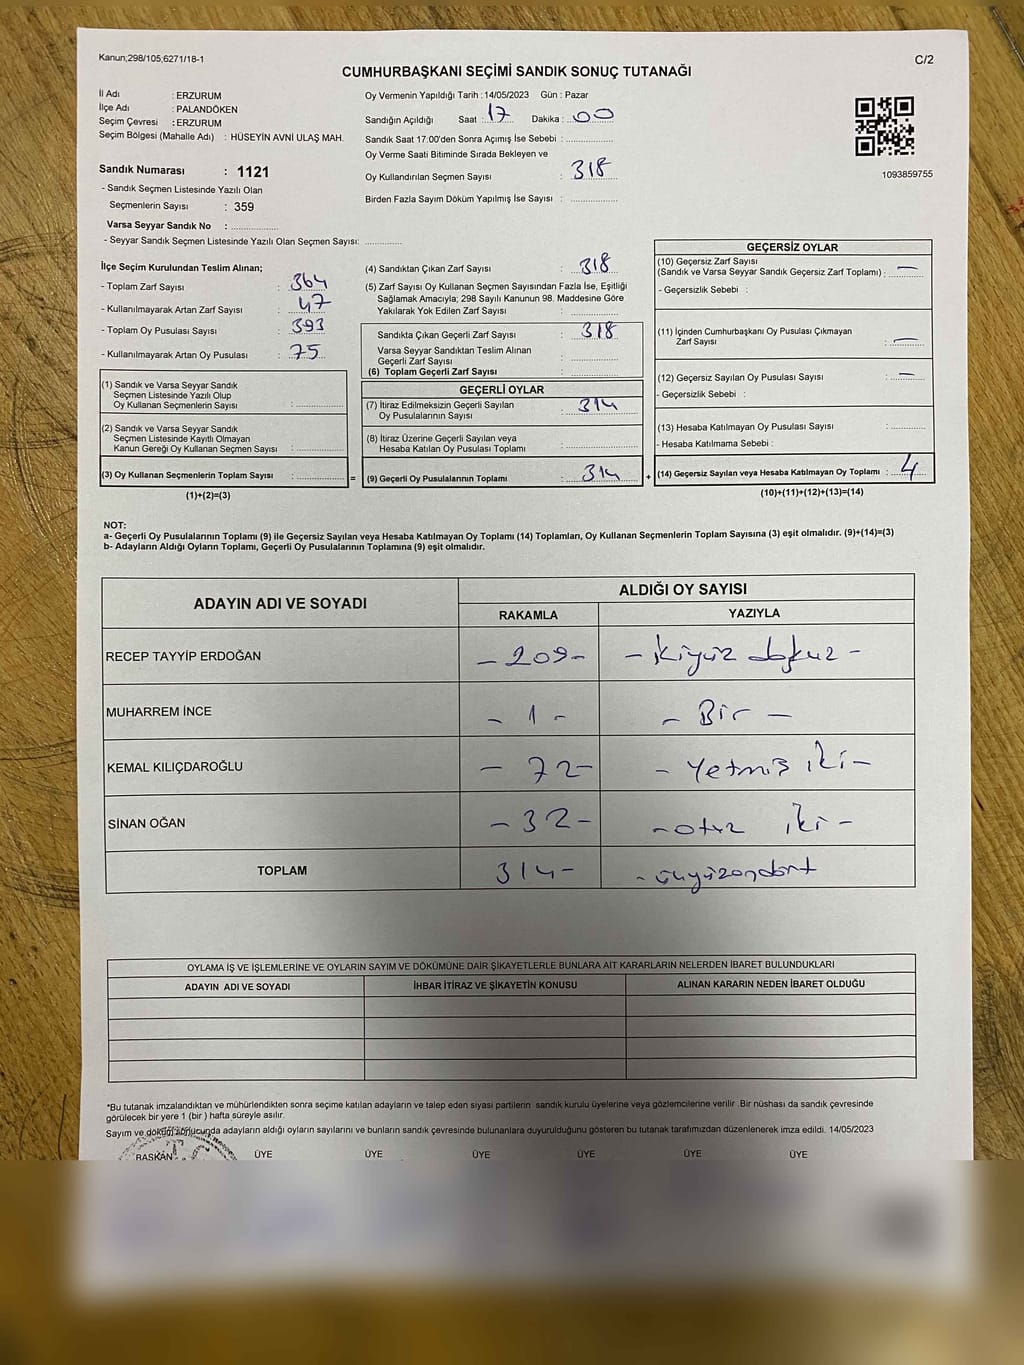 Kanun;298/105;6271/18-1
C/2
CUMHURBAŞKANI SEÇİMİ SANDIK SONUÇ TUTANAĞI
İl Adı : ERZURUM
İlçe Adı : PALANDÖKEN
Seçim Çevresi : ERZURUM
Seçim Bölgesi (Mahalle Adı) : HÜSEYİN AVNİ ULAŞ MAH.
Sandık Numarası : 1121
- Sandık Seçmen Listesinde Yazılı Olan
Seçmenlerin Sayısı : 359
Varsa Seyyar Sandık No : ..............
- Seyyar Sandık Seçmen Listesinde Yazılı Olan Seçmen Sayısı: ............
Oy Vermenin Yapıldığı Tarih : 14/05/2023 Gün : Pazar
Sandığın Açıldığı Saat : 17 Dakika : 00
Sandık Saat 17:00'den Sonra Açımış İse Sebebi : ..............
Oy Verme Saati Bitiminde Sırada Bekleyen ve
Oy Kullandırılan Seçmen Sayısı : 318
Birden Fazla Sayım Döküm Yapılmış İse Sayısı : ..............
1093859755
İlçe Seçim Kurulundan Teslim Alınan;
- Toplam Zarf Sayısı : 364
- Kullanılmayarak Artan Zarf Sayısı : 47
- Toplam Oy Pusulası Sayısı : 393
- Kullanılmayarak Artan Oy Pusulası : 75
(1) Sandık ve Varsa Seyyar Sandık
Seçmen Listesinde Yazılı Olup
Oy Kullanan Seçmenlerin Sayısı : ..............
(2) Sandık ve Varsa Seyyar Sandık
Seçmen Listesinde Kayıtlı Olmayan
Kanun Gereği Oy Kullanan Seçmen Sayısı : ..............
(3) Oy Kullanan Seçmenlerin Toplam Sayısı : ..............
(1)+(2)=(3)
=
(4) Sandıktan Çıkan Zarf Sayısı : 318
(5) Zarf Sayısı Oy Kullanan Seçmen Sayısından Fazla İse, Eşitliği
Sağlamak Amacıyla; 298 Sayılı Kanunun 98. Maddesine Göre
Yakılarak Yok Edilen Zarf Sayısı : ..............
Sandıkta Çıkan Geçerli Zarf Sayısı : 318
Varsa Seyyar Sandıktan Teslim Alınan
Geçerli Zarf Sayısı : ..............
(6) Toplam Geçerli Zarf Sayısı : ..............
GEÇERLİ OYLAR
(7) İtiraz Edilmeksizin Geçerli Sayılan
Oy Pusulalarının Sayısı : 314
(8) İtiraz Üzerine Geçerli Sayılan veya
Hesaba Katılan Oy Pusulaları Toplamı : ..............
(9) Geçerli Oy Pusulalarının Toplamı : 314
+
GEÇERSİZ OYLAR
(10) Geçersiz Zarf Sayısı
(Sandık ve Varsa Seyyar Sandık Geçersiz Zarf Toplamı) : —
- Geçersizlik Sebebi :
(11) İçinden Cumhurbaşkanı Oy Pusulası Çıkmayan
Zarf Sayısı : —
(12) Geçersiz Sayılan Oy Pusulası Sayısı : —
- Geçersizlik Sebebi :
(13) Hesaba Katılmayan Oy Pusulası Sayısı : ..............
- Hesaba Katılmama Sebebi :
(14) Geçersiz Sayılan veya Hesaba Katılmayan Oy Toplamı : 4
(10)+(11)+(12)+(13)=(14)
NOT:
a- Geçerli Oy Pusulalarının Toplamı (9) ile Geçersiz Sayılan veya Hesaba Katılmayan Oy Toplamı (14) Toplamları, Oy Kullanan Seçmenlerin Toplam Sayısına (3) eşit olmalıdır. (9)+(14)=(3)
b- Adayların Aldığı Oyların Toplamı, Geçerli Oy Pusulalarının Toplamına (9) eşit olmalıdır.
ADAYIN ADI VE SOYADI
ALDIĞI OY SAYISI
RAKAMLA YAZIYLA
RECEP TAYYİP ERDOĞAN - 209 - - ikiyüz dokuz -
MUHARREM İNCE - 1 - - Bir -
KEMAL KILIÇDAROĞLU - 72 - - Yetmiş iki -
SİNAN OĞAN - 32 - - otuz iki -
TOPLAM 314 - - üçyüzondört
OYLAMA İŞ VE İŞLEMLERİNE VE OYLARIN SAYIM VE DÖKÜMÜNE DAİR ŞİKAYETLERLE BUNLARA AİT KARARLARIN NELERDEN İBARET BULUNDUKLARI
ADAYIN ADI VE SOYADI İHBAR İTİRAZ VE ŞİKAYETİN KONUSU ALINAN KARARIN NEDEN İBARET OLDUĞU
*Bu tutanak imzalandıktan ve mühürlendikten sonra seçime katılan adayların ve talep eden siyasi partilerin sandık kurulu üyelerine veya gözlemcilerine verilir .Bir nüshası da sandık çevresinde
görülecek bir yere 1 (bir ) hafta süreyle asılır.
Sayım ve döküm sonucunda adayların aldığı oyların sayılarını ve bunların sandık çevresinde bulunanlara duyurulduğunu gösteren bu tutanak tarafımızdan düzenlenerek imza edildi. 14/05/2023
BAŞKAN ÜYE ÜYE ÜYE ÜYE ÜYE ÜYE